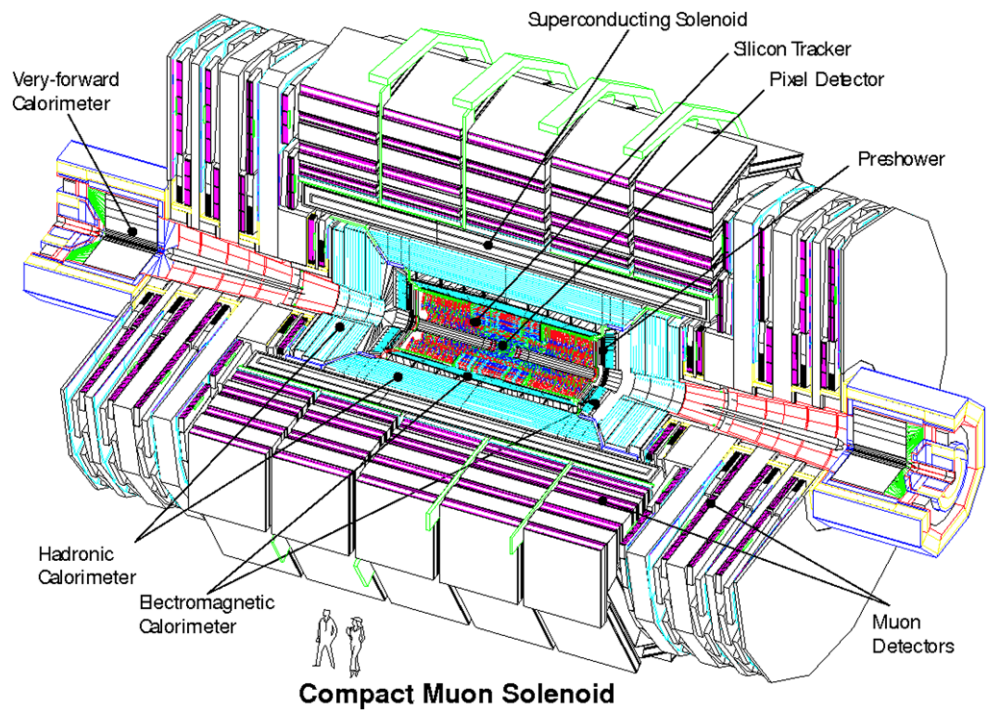 Superconducting Solenoid
Silicon Tracker
Very-forward
Calorimeter
Pixel Detector
Preshower
Hadronic
Calorimeter
Electromagnetic
Calorimeter
Muon
Detectors
Compact Muon Solenoid